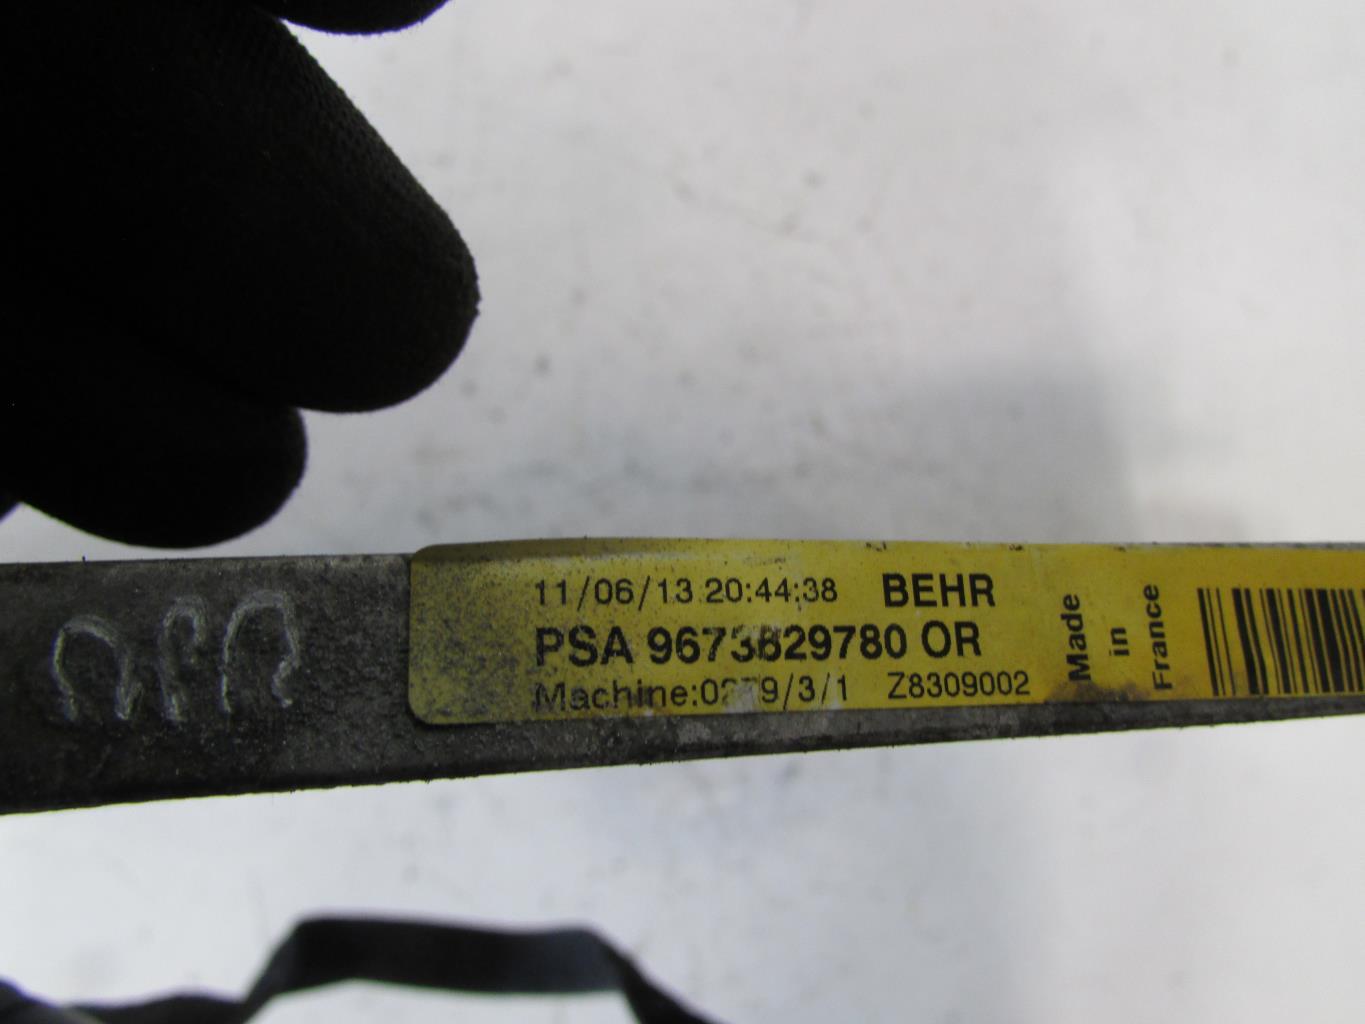 11/06/13 20:44:38 BEHR
PSA 9673829780 OR
Z8309002
Made
in
France